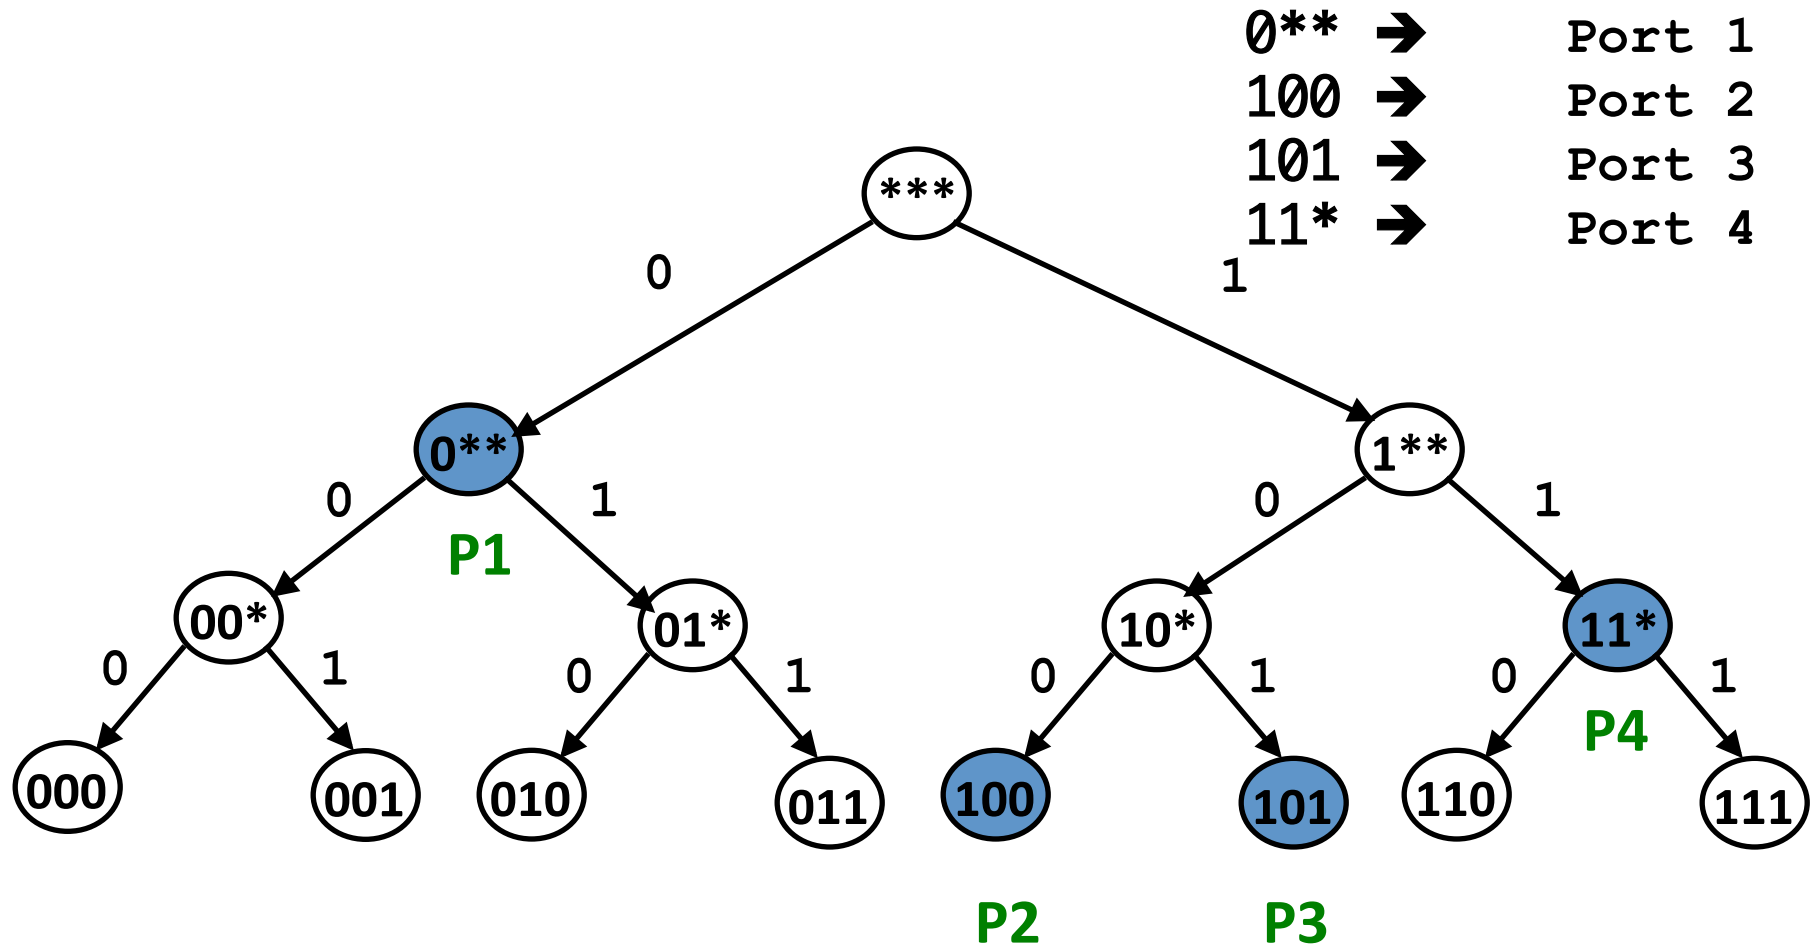 0** ➔ Port 1
100 ➔ Port 2
101 ➔ Port 3
11* ➔ Port 4
***
0 1
0** 1**
0 1 0 1
P1
00* 01* 10* 11*
0 1 0 1 0 1 0 1
P4
000 001 010 011 100 101 110 111
P2 P3